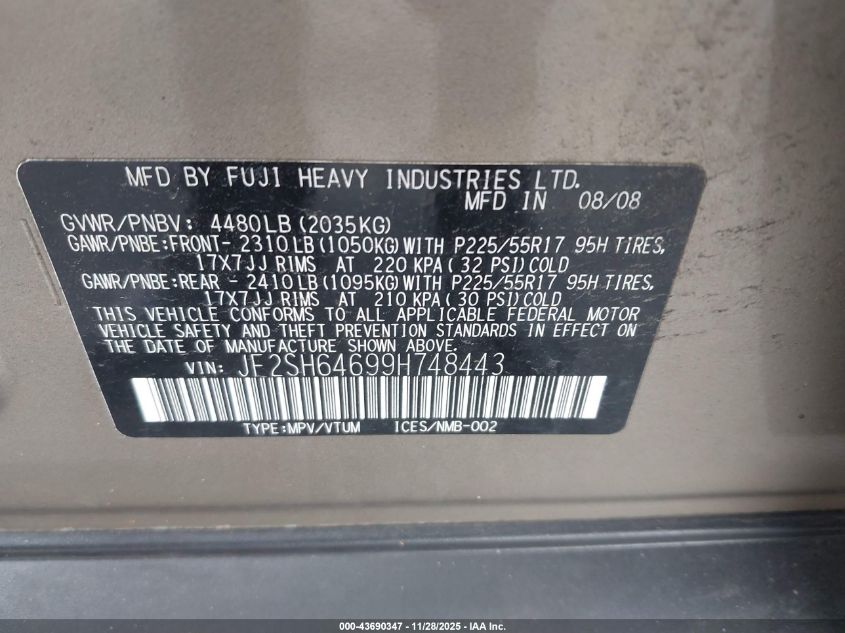 MFD BY FUJI HEAVY INDUSTRIES LTD.
MFD IN 08/08
GVWR/PNBV: 4480LB(2035KG)
GAWR/PNBE:FRONT- 2310LB(1050KG)WITH P225/55R17 95H TIRES,
17X7JJ RIMS AT 220 KPA( 32 PSI)COLD
GAWR/PNBE:REAR - 2410LB(1095KG)WITH P225/55R17 95H TIRES,
17X7JJ RIMS AT 210 KPA( 30 PSI)COLD
THIS VEHICLE CONFORMS TO ALL APPLICABLE FEDERAL MOTOR
VEHICLE SAFETY AND THEFT PREVENTION STANDARDS IN EFFECT ON
THE DATE OF MANUFACTURE SHOWN ABOVE.
VIN: JF2SH64699H748443
TYPE:MPV/VTUM ICES/NMB-002
000-43690347 | 11/28/2025 - IAA Inc.